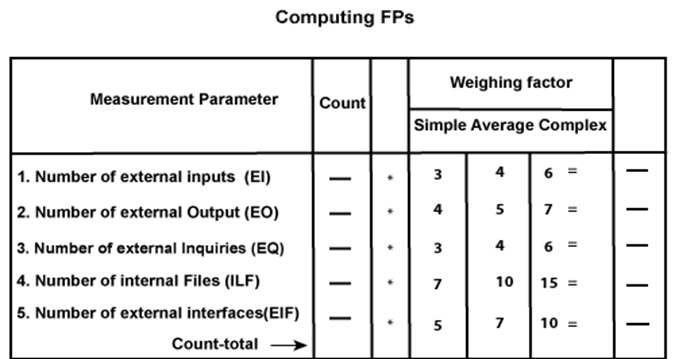 Computing FPs
Measurement Parameter Count Weighing factor
Simple Average Complex
1. Number of external inputs (EI) — * 3 4 6 = —
2. Number of external Output (EO) — * 4 5 7 = —
3. Number of external Inquiries (EQ) — * 3 4 6 = —
4. Number of internal Files (ILF) — * 7 10 15 = —
5. Number of external interfaces(EIF) — * 5 7 10 = —
Count-total →